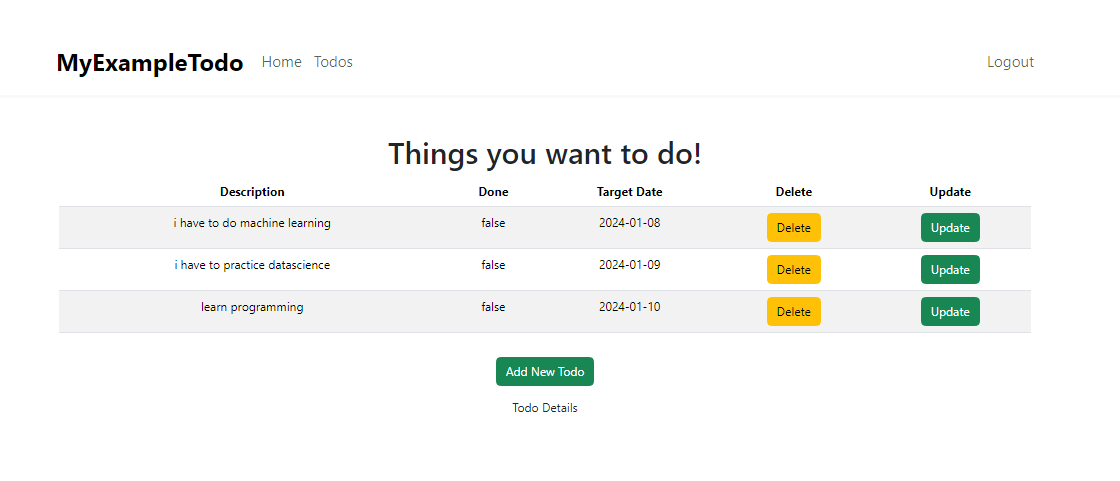 MyExampleTodo Home Todos Logout
Things you want to do!
Description Done Target Date Delete Update
i have to do machine learning false 2024-01-08 Delete Update
i have to practice datascience false 2024-01-09 Delete Update
learn programming false 2024-01-10 Delete Update
Add New Todo
Todo Details